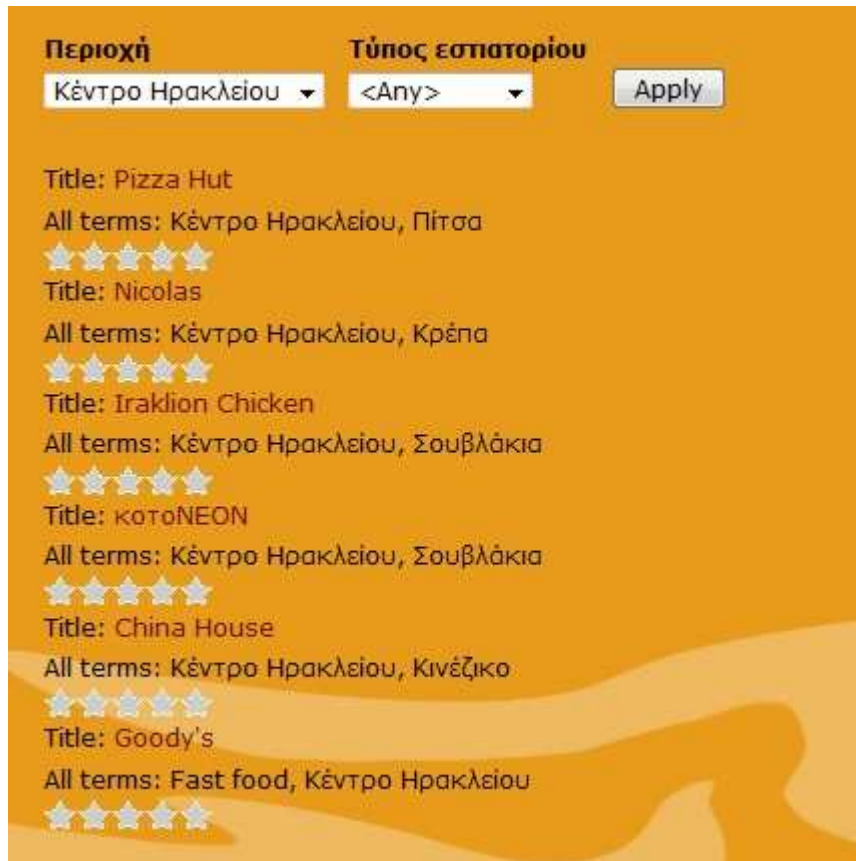 Περιοχή Τύπος εστιατορίου
Κέντρο Ηρακλείου <Any> Apply
Title: Pizza Hut
All terms: Κέντρο Ηρακλείου, Πίτσα
Title: Nicolas
All terms: Κέντρο Ηρακλείου, Κρέπα
Title: Iraklion Chicken
All terms: Κέντρο Ηρακλείου, Σουβλάκια
Title: κοτοΝΕΟΝ
All terms: Κέντρο Ηρακλείου, Σουβλάκια
Title: China House
All terms: Κέντρο Ηρακλείου, Κινέζικο
Title: Goody's
All terms: Fast food, Κέντρο Ηρακλείου